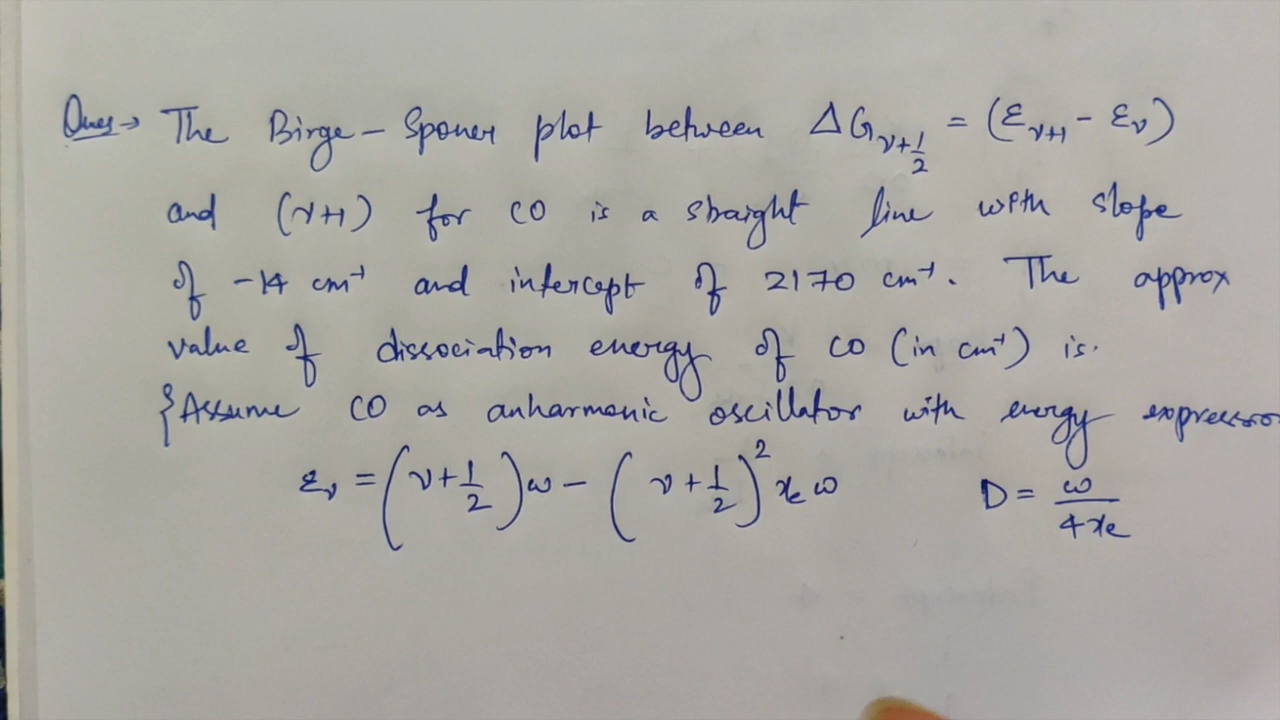 Ques→ The Birge-Sponer plot between ΔG_{ν+1/2} = (ε_{ν+1} - ε_ν)
and (ν+1) for CO is a straight line with slope
of -14 cm⁻¹ and intercept of 2170 cm⁻¹. The approx
value of dissociation energy of CO (in cm⁻¹) is.
{Assume CO as anharmonic oscillator with energy expression
ε_ν = (ν+1/2)ω - (ν+1/2)² x_e ω D = ω/4x_e